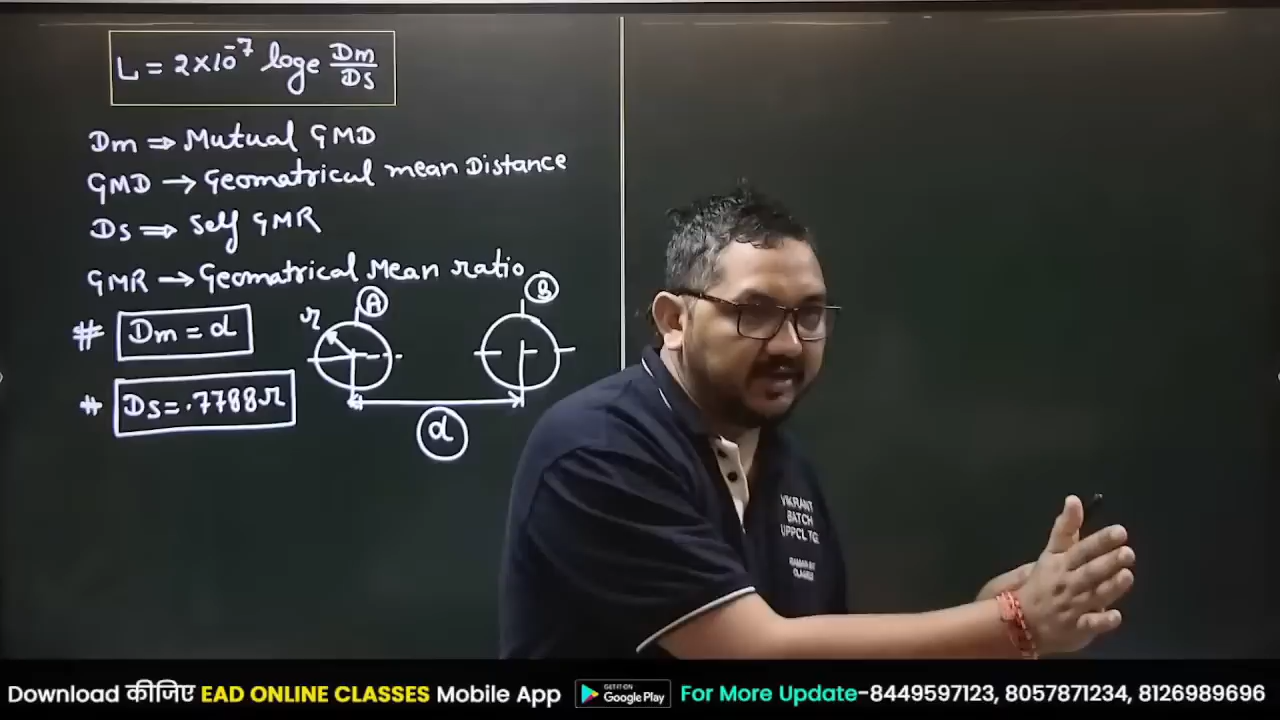 L = 2×10⁻⁷ loge Dm/Ds
Dm ⇒ Mutual GMD
GMD → Geomatrical mean Distance
Ds ⇒ Self GMR
GMR → Geomatrical Mean ratio
# Dm = d
# Ds = .7788r
r
A
B
d
VIKRANT
BATCH
UPPCL TG2
Download कीजिए EAD ONLINE CLASSES Mobile App GET IT ON Google Play For More Update-8449597123, 8057871234, 8126989696